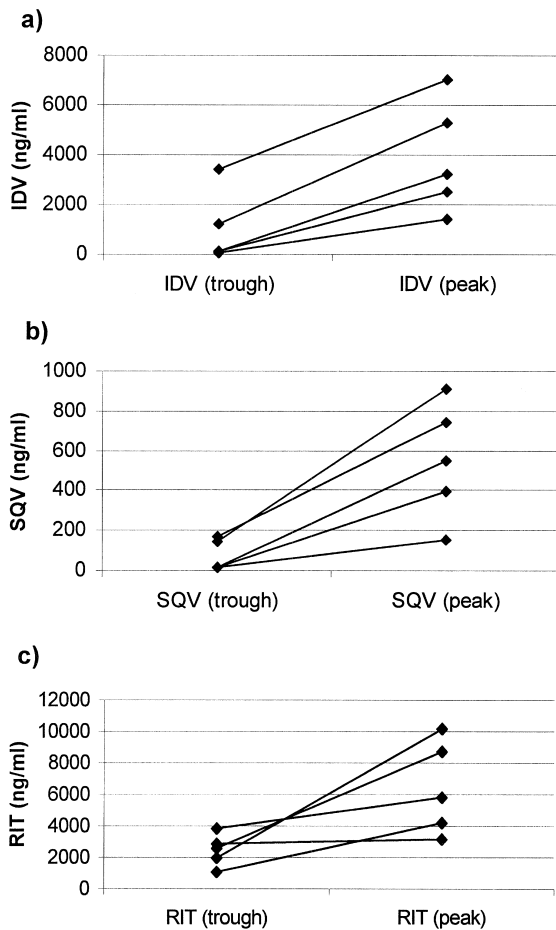 a)
8000
6000
4000
2000
0
IDV (ng/ml)
IDV (trough) IDV (peak)
b)
1000
800
600
400
200
0
SQV (ng/ml)
SQV (trough) SQV (peak)
c)
12000
10000
8000
6000
4000
2000
0
RIT (ng/ml)
RIT (trough) RIT (peak)